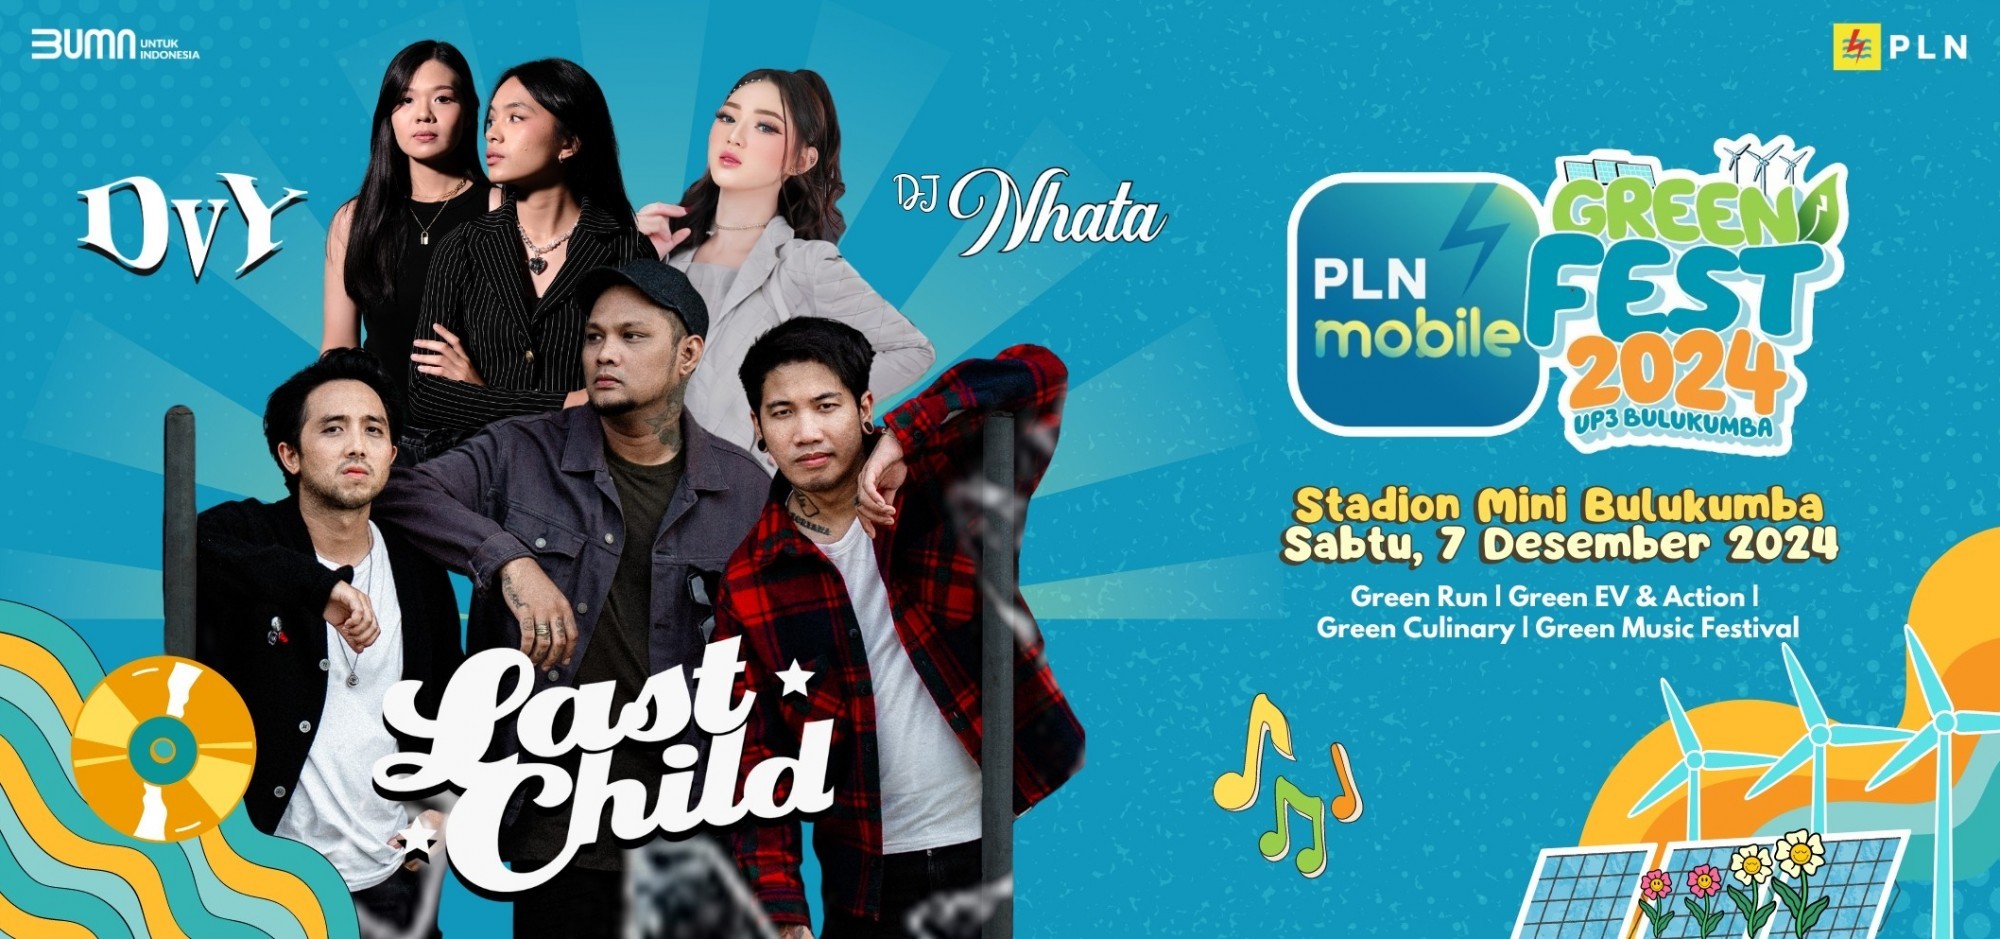 BUMN UNTUK
INDONESIA
PLN
DVY
DJ Nhata
PLN
mobile
GREEN
FEST
2024
UP3 BULUKUMBA
Stadion Mini Bulukumba
Sabtu, 7 Desember 2024
Green Run | Green EV & Action |
Green Culinary | Green Music Festival
Last
Child